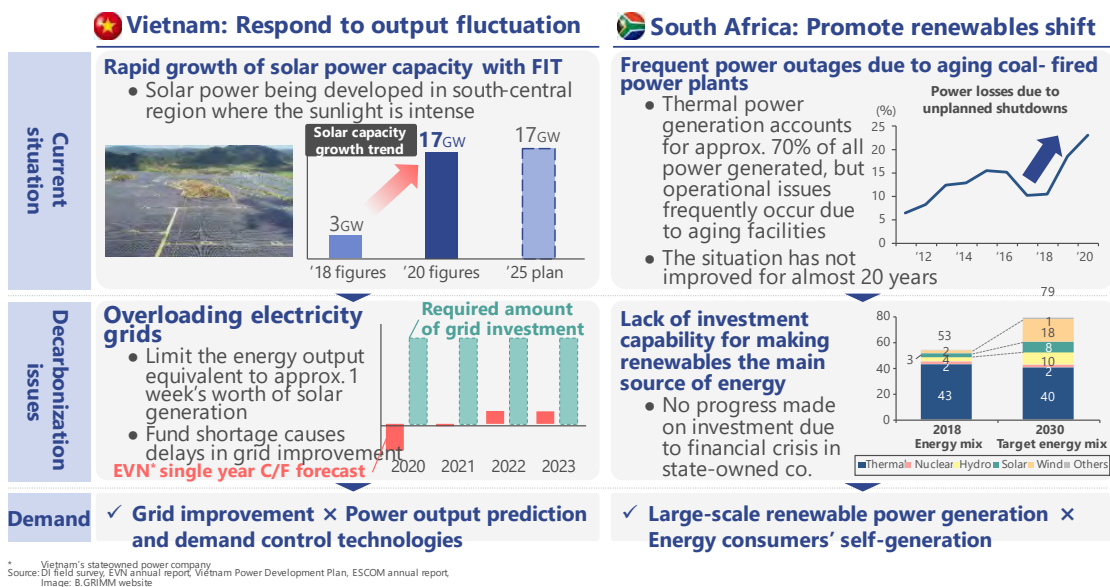 Vietnam: Respond to output fluctuation
South Africa: Promote renewables shift
Current
situation
Rapid growth of solar power capacity with FIT
● Solar power being developed in south-central
region where the sunlight is intense
Solar capacity
growth trend
3GW
17GW
17GW
’18 figures
’20 figures
’25 plan
Frequent power outages due to aging coal- fired
power plants
● Thermal power
generation accounts
for approx. 70% of all
power generated, but
operational issues
frequently occur due
to aging facilities
● The situation has not
improved for almost 20 years
Power losses due to
unplanned shutdowns
(%)
25
20
15
10
5
0
’12
’14
’16
’18
’20
Decarbonization
issues
Overloading electricity
grids
● Limit the energy output
equivalent to approx. 1
week’s worth of solar
generation
● Fund shortage causes
delays in grid improvement
Required amount
of grid investment
EVN* single year C/F forecast
2020
2021
2022
2023
Lack of investment
capability for making
renewables the main
source of energy
● No progress made
on investment due
to financial crisis in
state-owned co.
79
80
60
40
20
0
53
2
3
4
2
43
1
18
8
10
2
40
2018
Energy mix
2030
Target energy mix
Thermal
Nuclear
Hydro
Solar
Wind
Others
Demand
✓ Grid improvement × Power output prediction
and demand control technologies
✓ Large-scale renewable power generation ×
Energy consumers’ self-generation
* Vietnam’s stateowned power company
Source: DI field survey, EVN annual report, Vietnam Power Development Plan, ESCOM annual report,
Image: B.GRIMM website